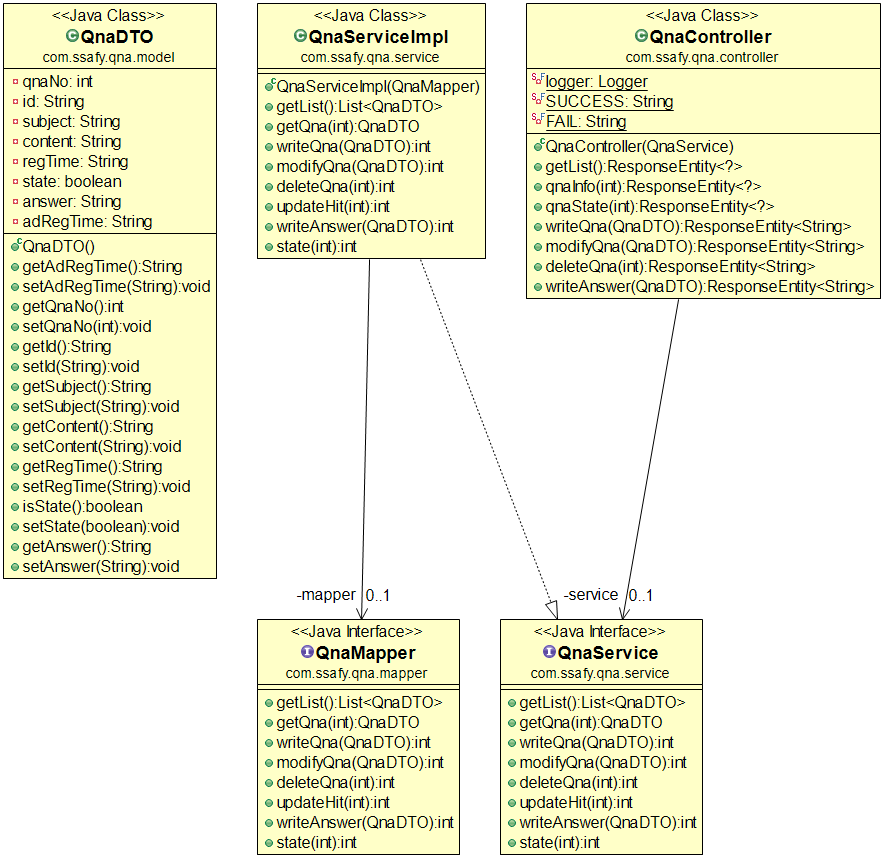 <<Java Class>>
QnaDTO
com.ssafy.qna.model
qnaNo: int
id: String
subject: String
content: String
regTime: String
state: boolean
answer: String
adRegTime: String
QnaDTO()
getAdRegTime():String
setAdRegTime(String):void
getQnaNo():int
setQnaNo(int):void
getId():String
setId(String):void
getSubject():String
setSubject(String):void
getContent():String
setContent(String):void
getRegTime():String
setRegTime(String):void
isState():boolean
setState(boolean):void
getAnswer():String
setAnswer(String):void
<<Java Class>>
QnaServiceImpl
com.ssafy.qna.service
QnaServiceImpl(QnaMapper)
getList():List<QnaDTO>
getQna(int):QnaDTO
writeQna(QnaDTO):int
modifyQna(QnaDTO):int
deleteQna(int):int
updateHit(int):int
writeAnswer(QnaDTO):int
state(int):int
<<Java Class>>
QnaController
com.ssafy.qna.controller
logger: Logger
SUCCESS: String
FAIL: String
QnaController(QnaService)
getList():ResponseEntity<?>
qnaInfo(int):ResponseEntity<?>
qnaState(int):ResponseEntity<?>
writeQna(QnaDTO):ResponseEntity<String>
modifyQna(QnaDTO):ResponseEntity<String>
deleteQna(int):ResponseEntity<String>
writeAnswer(QnaDTO):ResponseEntity<String>
-mapper 0..1
-service 0..1
<<Java Interface>>
QnaMapper
com.ssafy.qna.mapper
getList():List<QnaDTO>
getQna(int):QnaDTO
writeQna(QnaDTO):int
modifyQna(QnaDTO):int
deleteQna(int):int
updateHit(int):int
writeAnswer(QnaDTO):int
state(int):int
<<Java Interface>>
QnaService
com.ssafy.qna.service
getList():List<QnaDTO>
getQna(int):QnaDTO
writeQna(QnaDTO):int
modifyQna(QnaDTO):int
deleteQna(int):int
updateHit(int):int
writeAnswer(QnaDTO):int
state(int):int